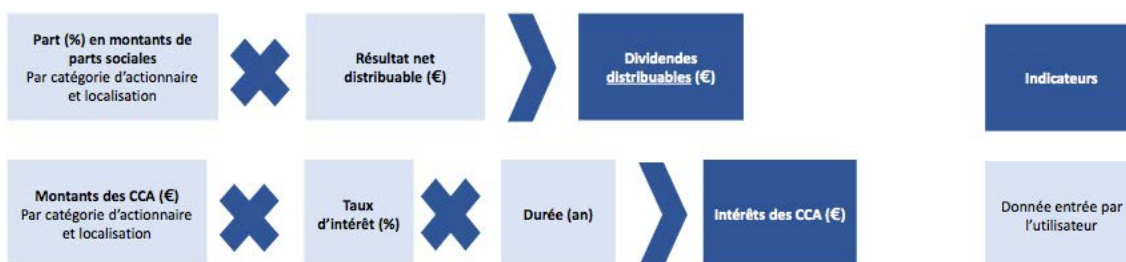 Part (%) en montants de
parts sociales
Par catégorie d'actionnaire
et localisation
Résultat net
distribuable (€)
Dividendes
distribuables (€)
Indicateurs
Montants des CCA (€)
Par catégorie d'actionnaire
et localisation
Taux
d'intérêt (%)
Durée (an)
Intérêts des CCA (€)
Donnée entrée par
l'utilisateur